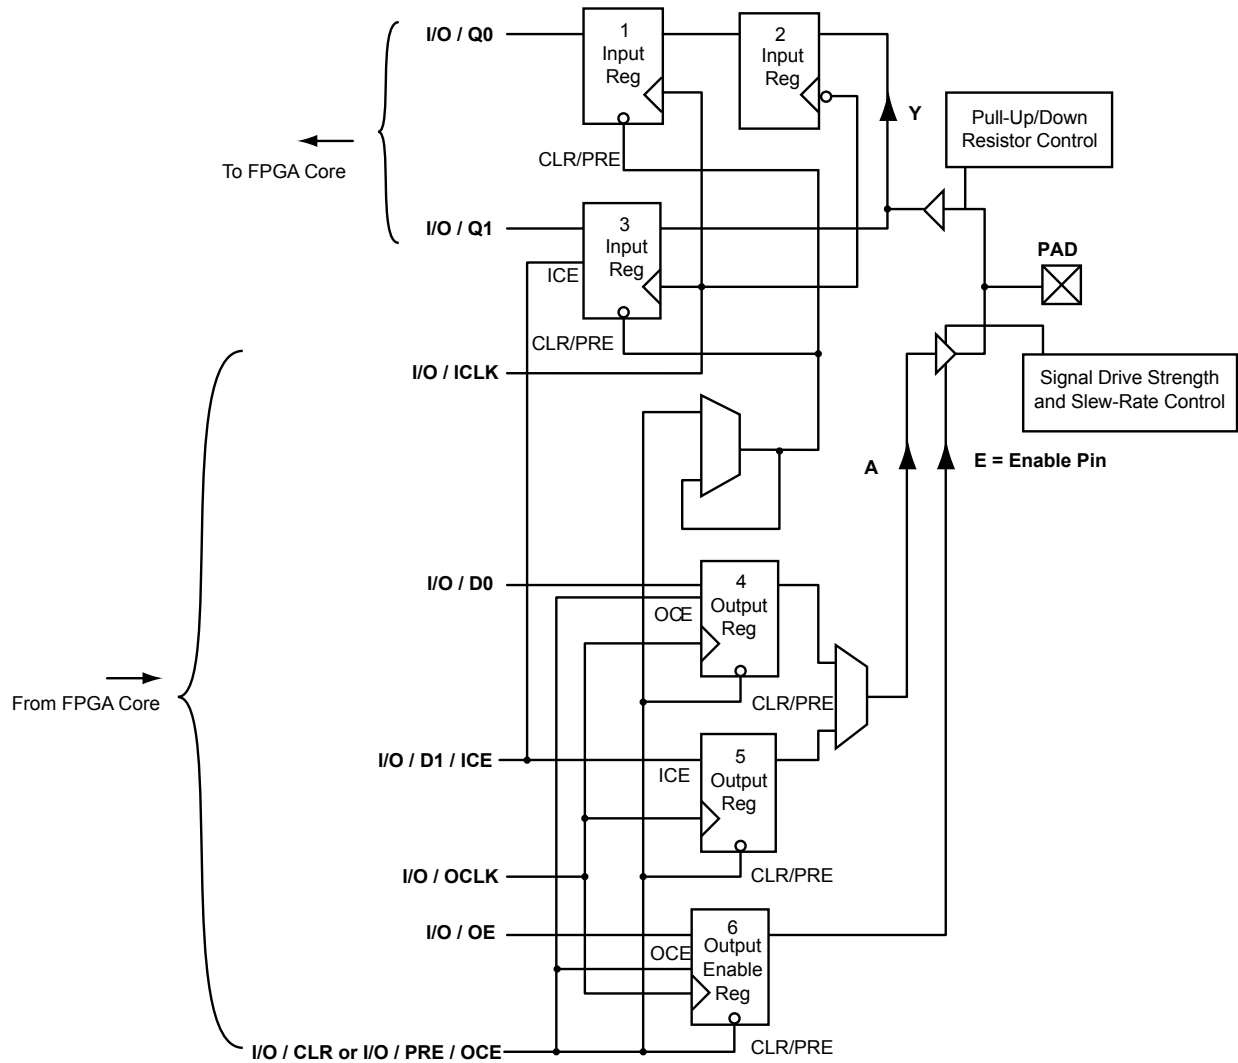 I/O / Q0
1
Input
Reg
2
Input
Reg
Y
Pull-Up/Down
Resistor Control
CLR/PRE
To FPGA Core
I/O / Q1
3
Input
Reg
ICE
PAD
CLR/PRE
I/O / ICLK
Signal Drive Strength
and Slew-Rate Control
A
E = Enable Pin
I/O / D0
4
Output
Reg
OCE
CLR/PRE
From FPGA Core
I/O / D1 / ICE
5
Output
Reg
ICE
CLR/PRE
I/O / OCLK
I/O / OE
6
Output
Enable
Reg
OCE
I/O / CLR or I/O / PRE / OCE
CLR/PRE